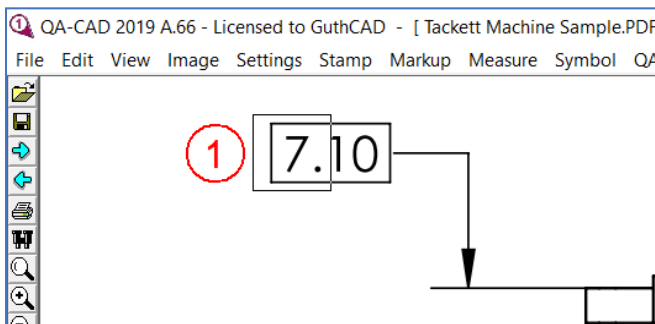 QA-CAD 2019 A.66 - Licensed to GuthCAD - [ Tackett Machine Sample.PDF
File Edit View Image Settings Stamp Markup Measure Symbol QA
1 7.10